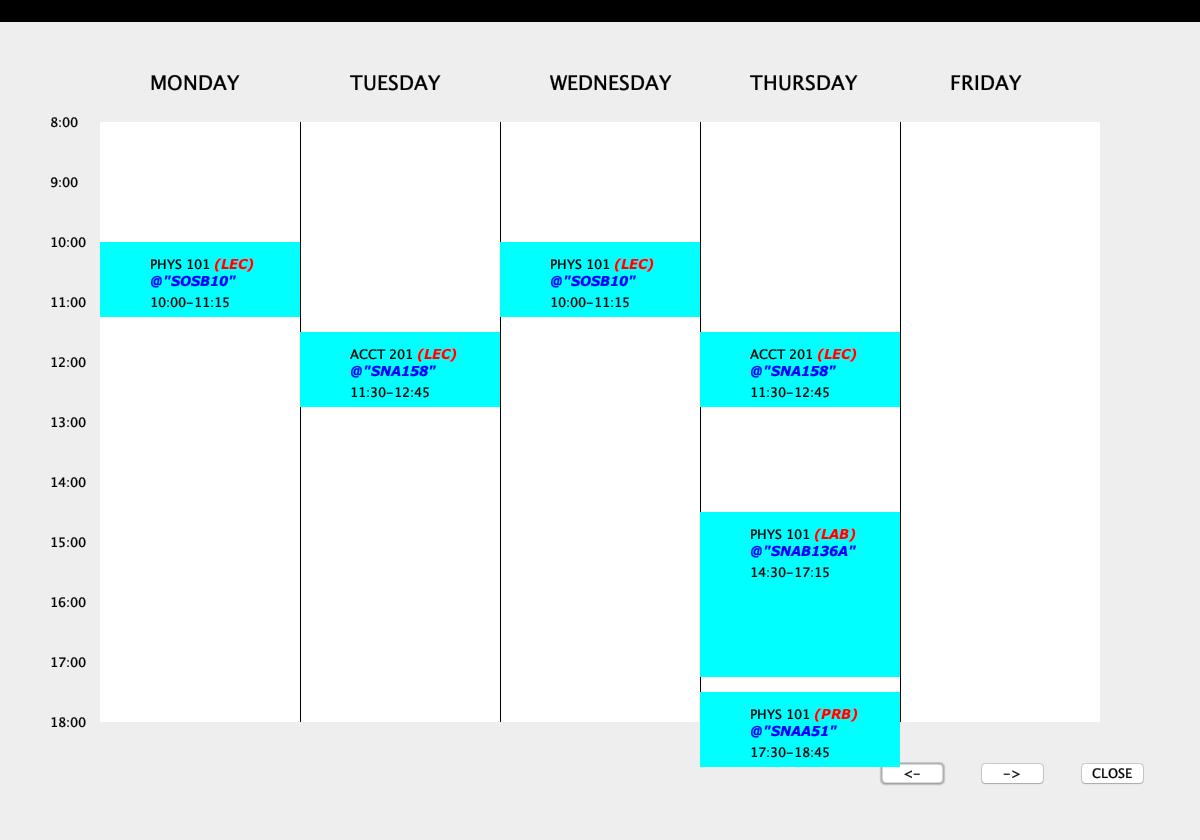 MONDAY TUESDAY WEDNESDAY THURSDAY FRIDAY
8:00
9:00
10:00
PHYS 101 (LEC)
@"SOSB10"
10:00-11:15
PHYS 101 (LEC)
@"SOSB10"
10:00-11:15
11:00
ACCT 201 (LEC)
@"SNA158"
11:30-12:45
ACCT 201 (LEC)
@"SNA158"
11:30-12:45
12:00
13:00
14:00
PHYS 101 (LAB)
@"SNAB136A"
14:30-17:15
15:00
16:00
17:00
PHYS 101 (PRB)
@"SNAA51"
17:30-18:45
18:00
<- -> CLOSE